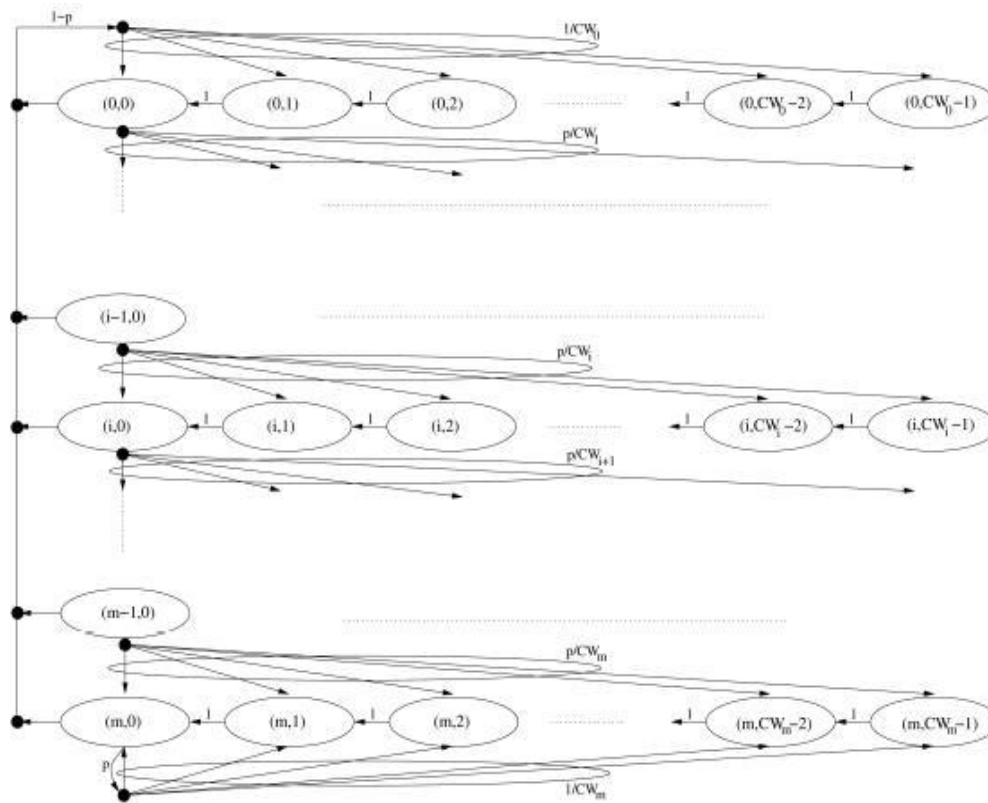 1−p
1/CW₀
(0,0) 1 (0,1) 1 (0,2) 1 (0,CW₀−2) 1 (0,CW₀−1)
p/CW₁
(i−1,0)
p/CWᵢ
(i,0) 1 (i,1) 1 (i,2) 1 (i,CWᵢ−2) 1 (i,CWᵢ−1)
p/CWᵢ₊₁
(m−1,0)
p/CWₘ
(m,0) 1 (m,1) 1 (m,2) 1 (m,CWₘ−2) 1 (m,CWₘ−1)
p
1/CWₘ